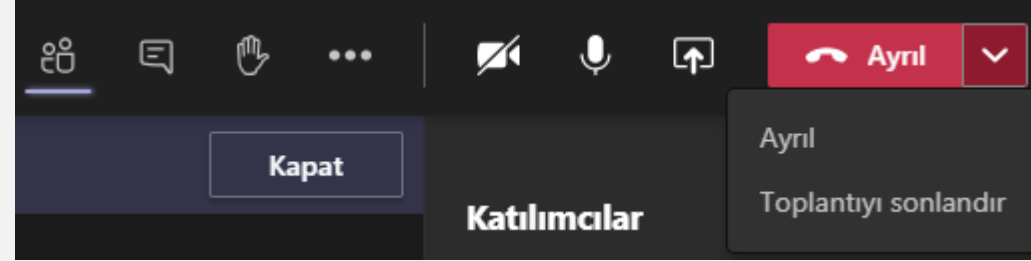 Ayrıl
Ayrıl
Kapat
Toplantıyı sonlandır
Katılımcılar